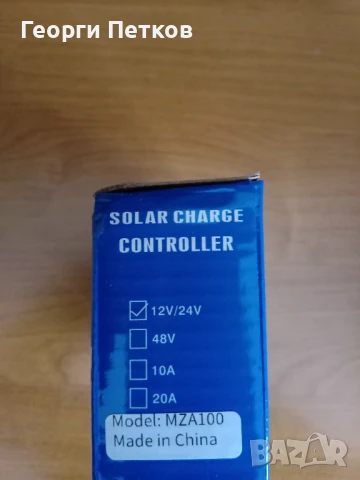 Георги Петков
SOLAR CHARGE
CONTROLLER
12V/24V
48V
10A
20A
Model: MZA100
Made in China
BAZAR